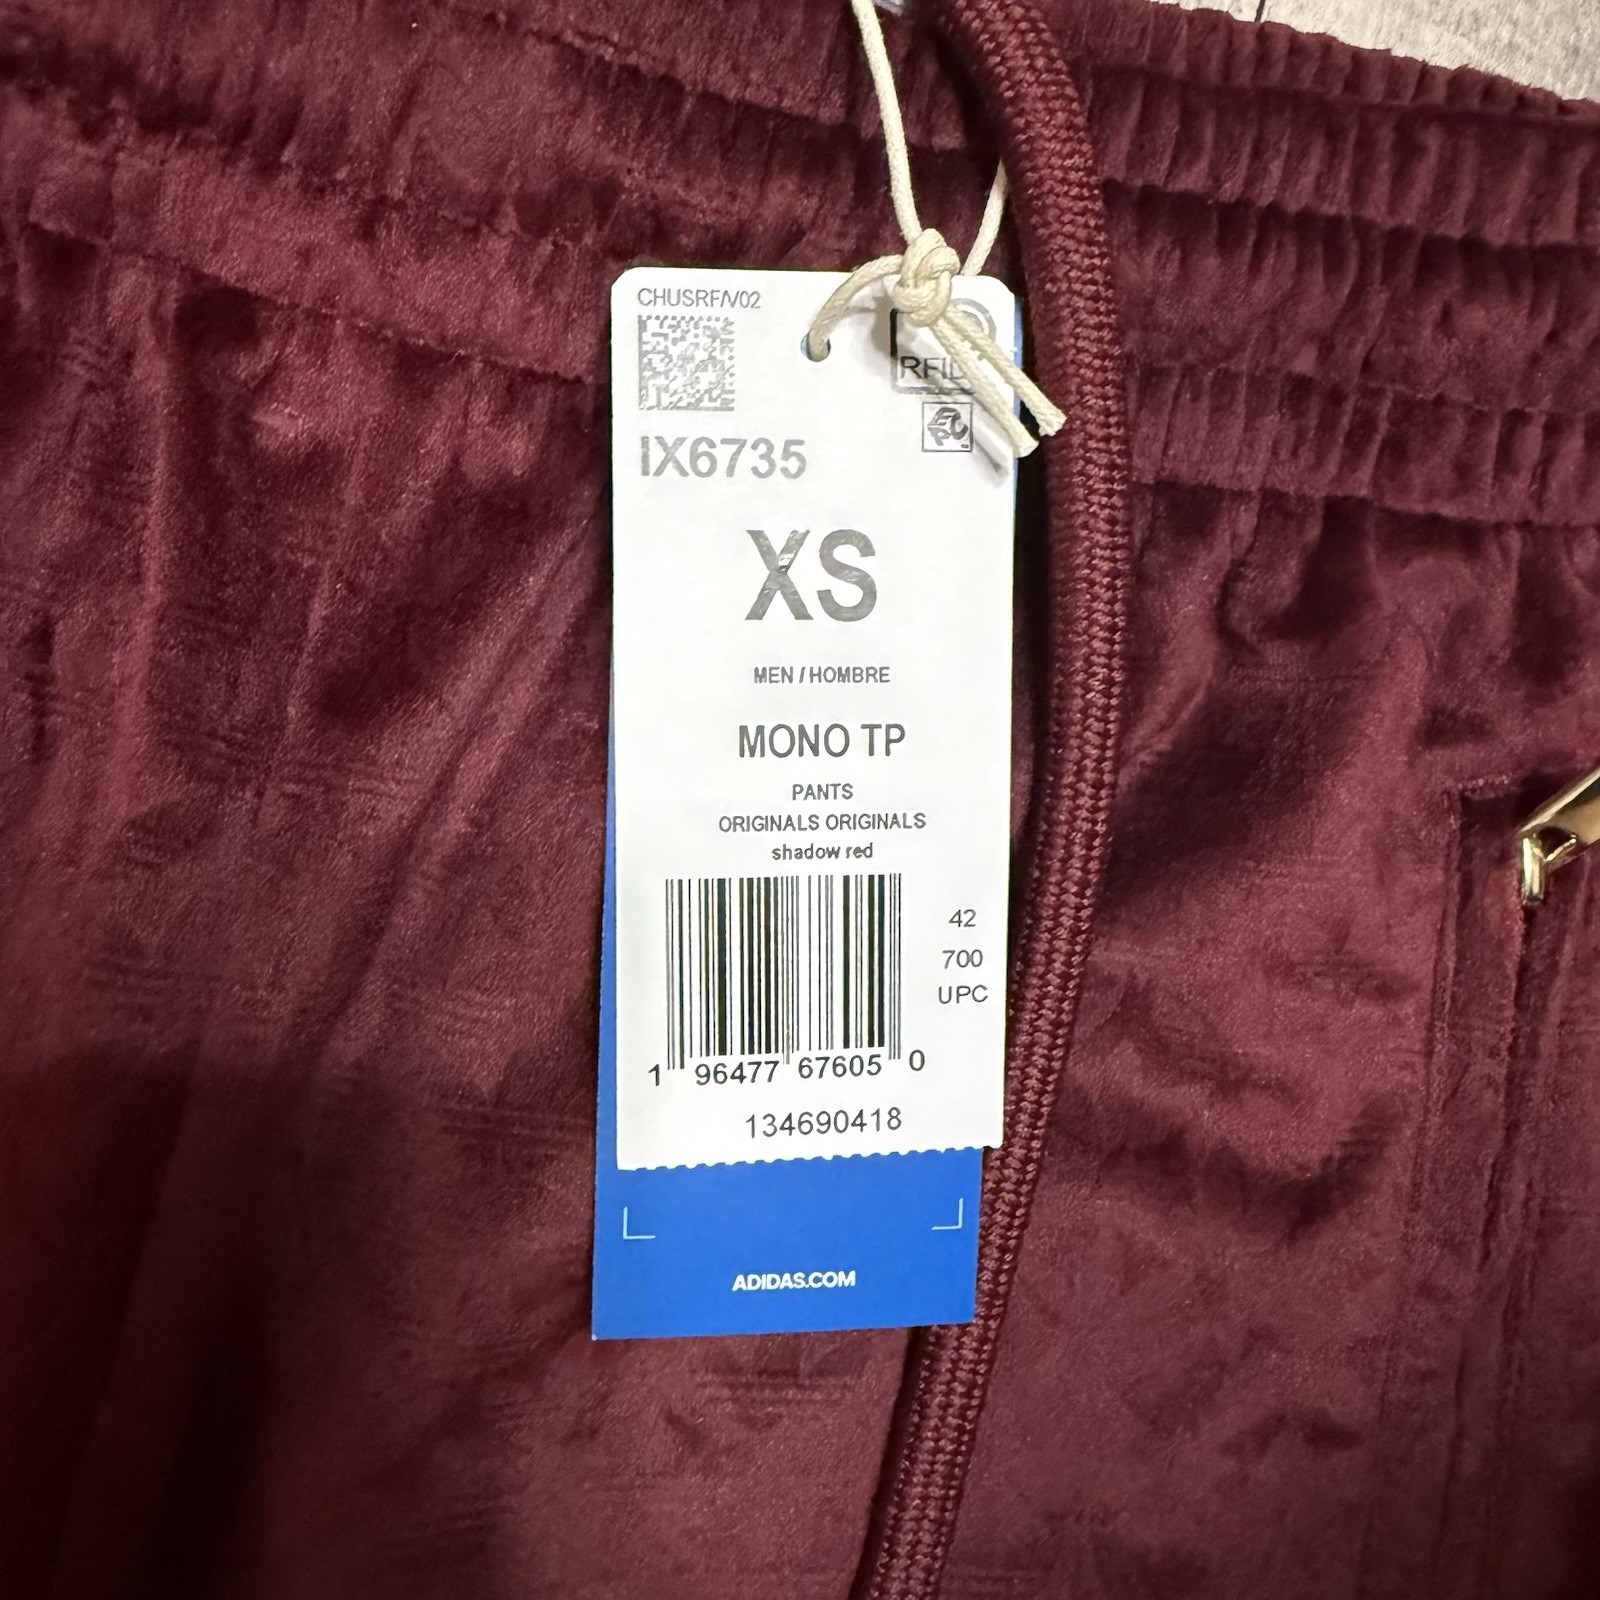 CHUSRF/V02
RFID
IX6735
XS
MEN / HOMBRE
MONO TP
PANTS
ORIGINALS ORIGINALS
shadow red
42
700
UPC
1 96477 67605 0
134690418
ADIDAS.COM